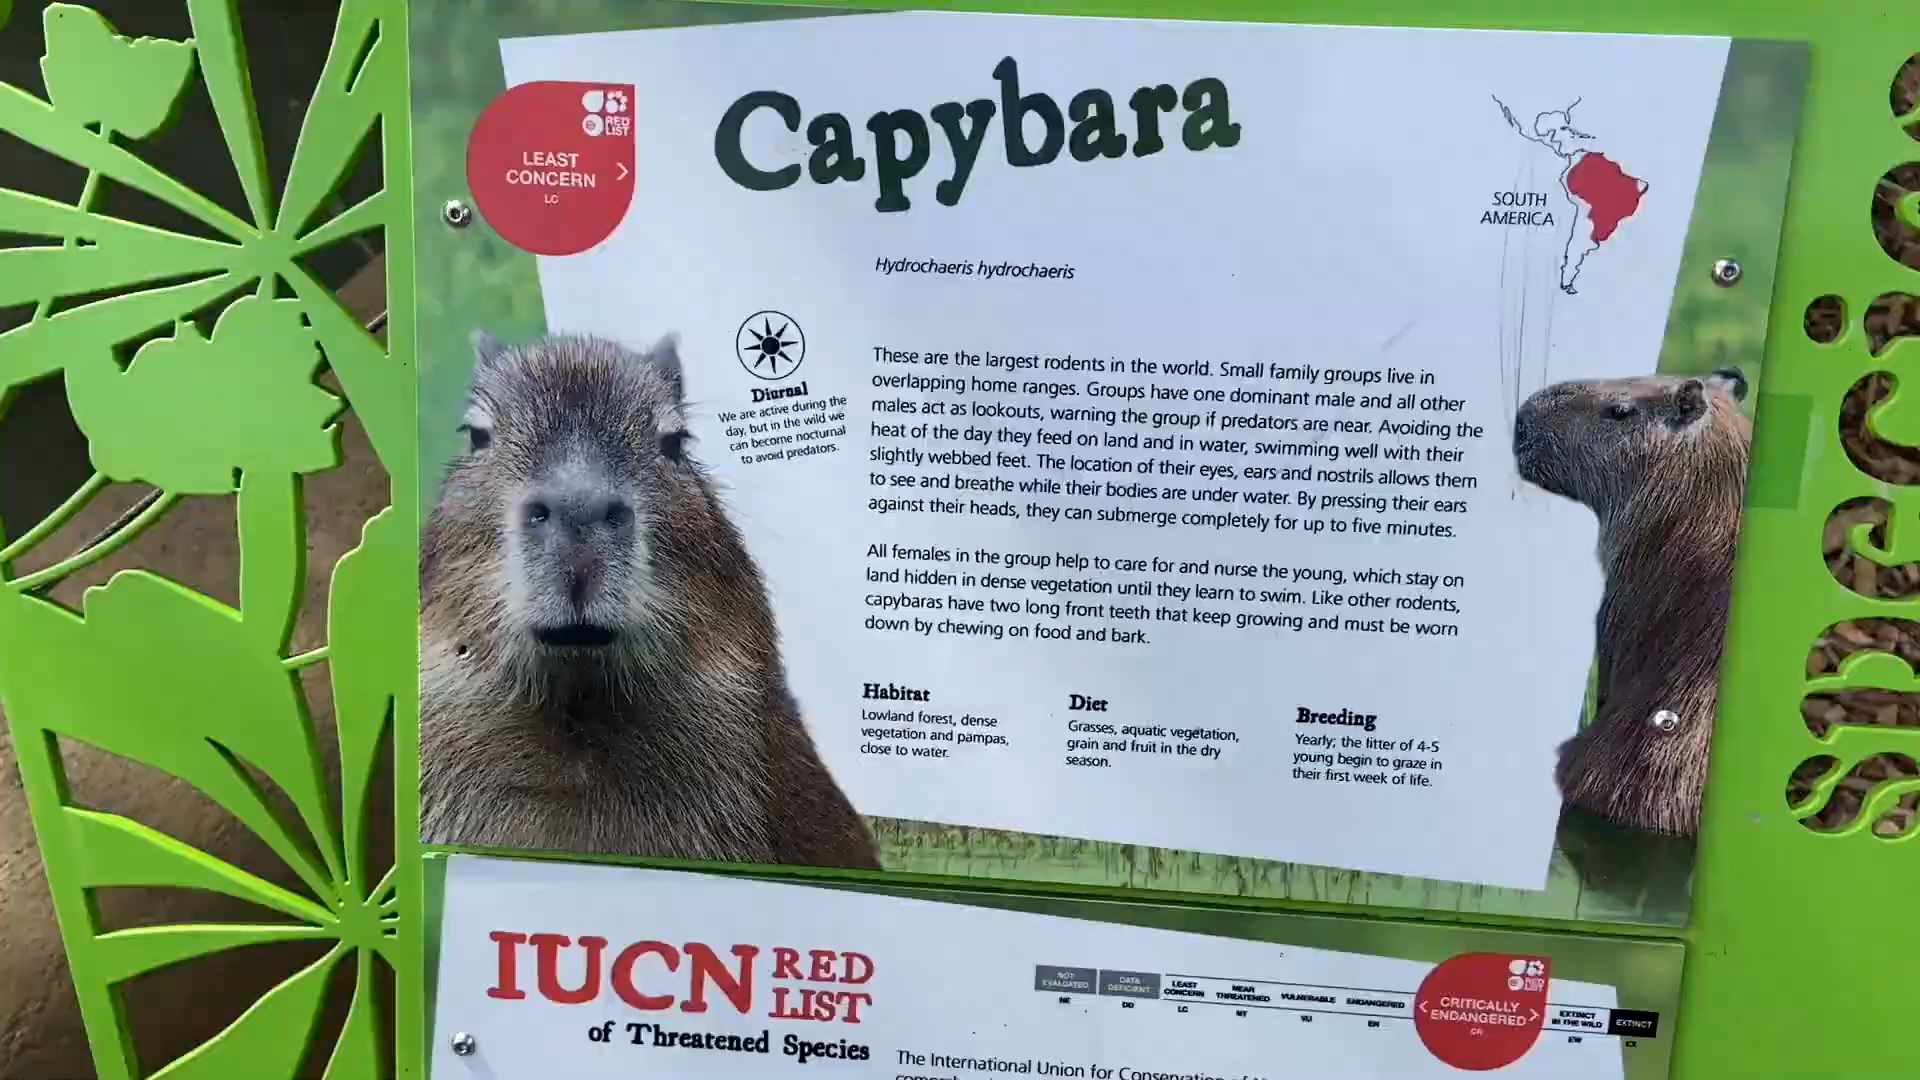 Capybara
RED
LIST
LEAST
CONCERN
LC
SOUTH
AMERICA
Hydrochaeris hydrochaeris
Diurnal
We are active during the
day, but in the wild we
can become nocturnal
to avoid predators.
These are the largest rodents in the world. Small family groups live in
overlapping home ranges. Groups have one dominant male and all other
males act as lookouts, warning the group if predators are near. Avoiding the
heat of the day they feed on land and in water, swimming well with their
slightly webbed feet. The location of their eyes, ears and nostrils allows them
to see and breathe while their bodies are under water. By pressing their ears
against their heads, they can submerge completely for up to five minutes.
All females in the group help to care for and nurse the young, which stay on
land hidden in dense vegetation until they learn to swim. Like other rodents,
capybaras have two long front teeth that keep growing and must be worn
down by chewing on food and bark.
Habitat
Lowland forest, dense
vegetation and pampas,
close to water.
Diet
Grasses, aquatic vegetation,
grain and fruit in the dry
season.
Breeding
Yearly; the litter of 4-5
young begin to graze in
their first week of life.
species
IUCN RED
LIST
of Threatened Species
NOT
EVALUATED
NE
DATA
DEFICIENT
DD
LEAST
CONCERN
LC
NEAR
THREATENED
NT
VULNERABLE
VU
ENDANGERED
EN
CRITICALLY
ENDANGERED
CR
EXTINCT
IN THE WILD
EW
EXTINCT
EX
The International Union for Conservation